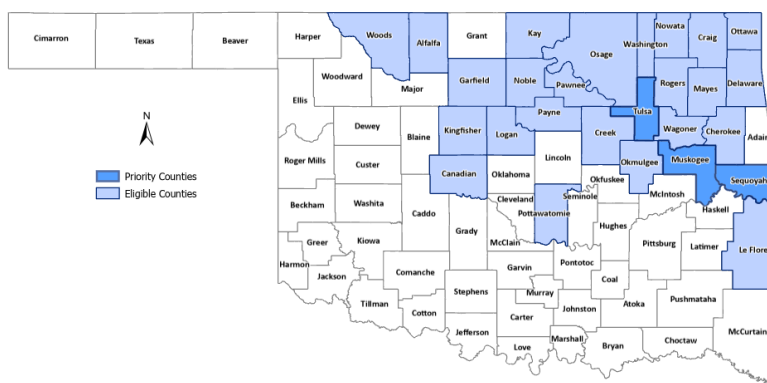 Cimarron
Texas
Beaver
Harper
Woods
Alfalfa
Grant
Kay
Osage
Washington
Nowata
Craig
Ottawa
Woodward
Major
Garfield
Noble
Pawnee
Rogers
Mayes
Delaware
Ellis
N
Dewey
Blaine
Kingfisher
Logan
Payne
Creek
Tulsa
Wagoner
Cherokee
Adair
Roger Mills
Custer
Canadian
Oklahoma
Lincoln
Okmulgee
Muskogee
Sequoyah
Priority Counties
Eligible Counties
Okfuskee
McIntosh
Beckham
Washita
Caddo
Cleveland
Pottawatomie
Seminole
Haskell
Greer
Kiowa
Grady
McClain
Hughes
Pittsburg
Latimer
Le Flore
Harmon
Jackson
Comanche
Garvin
Pontotoc
Coal
Tillman
Cotton
Stephens
Murray
Johnston
Atoka
Pushmataha
Jefferson
Carter
Love
Marshall
Bryan
Choctaw
McCurtain